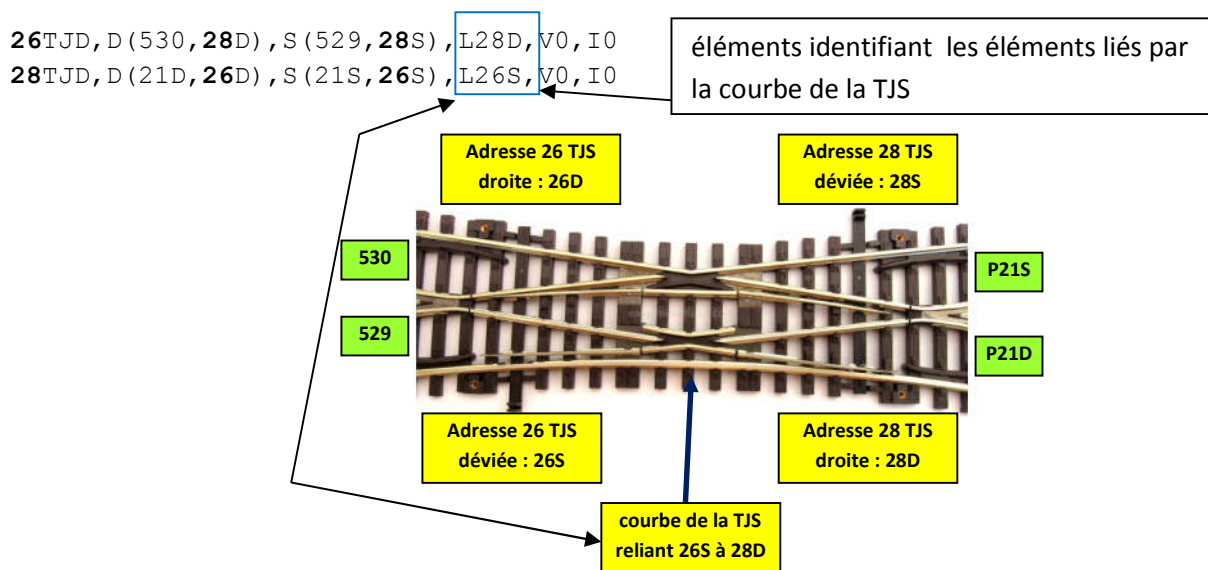 26TJD,D(530,28D),S(529,28S),L28D,V0,I0
28TJD,D(21D,26D),S(21S,26S),L26S,V0,I0
éléments identifiant les éléments liés par
la courbe de la TJS
Adresse 26 TJS
droite : 26D
Adresse 28 TJS
déviée : 28S
530
P21S
529
P21D
Adresse 26 TJS
déviée : 26S
Adresse 28 TJS
droite : 28D
courbe de la TJS
reliant 26S à 28D